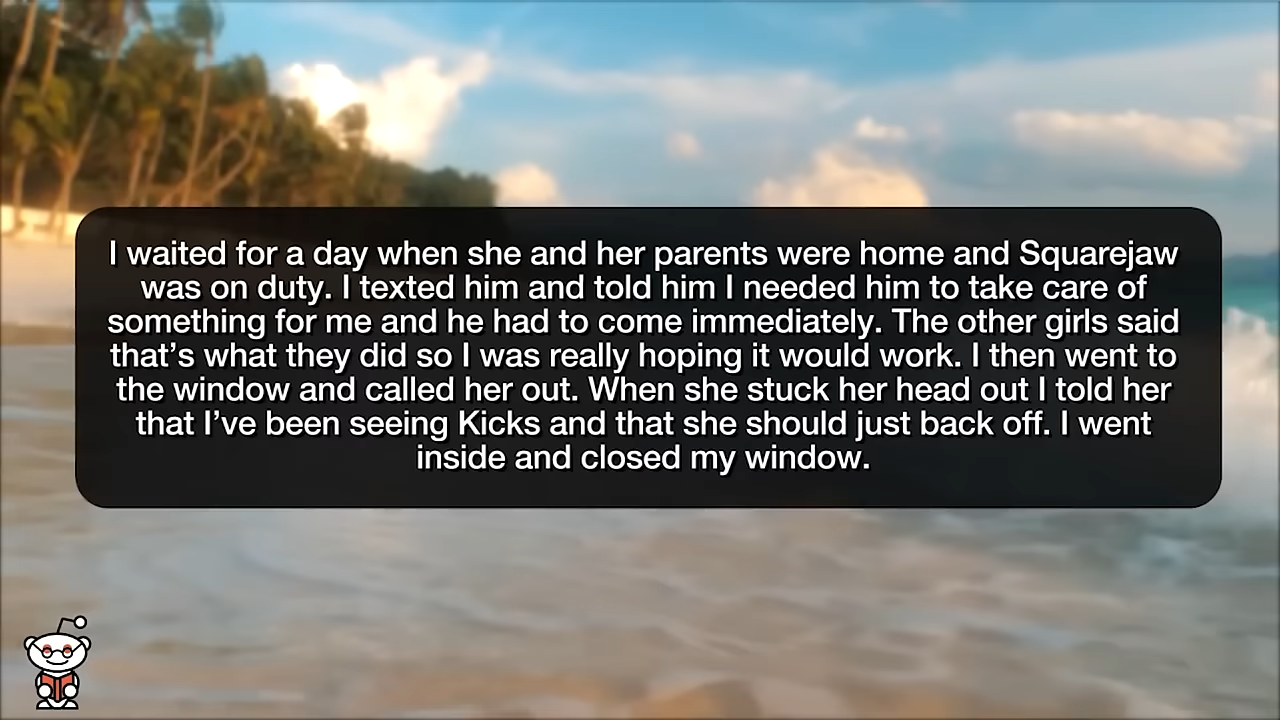 I waited for a day when she and her parents were home and Squarejaw
was on duty. I texted him and told him I needed him to take care of
something for me and he had to come immediately. The other girls said
that’s what they did so I was really hoping it would work. I then went to
the window and called her out. When she stuck her head out I told her
that I’ve been seeing Kicks and that she should just back off. I went
inside and closed my window.